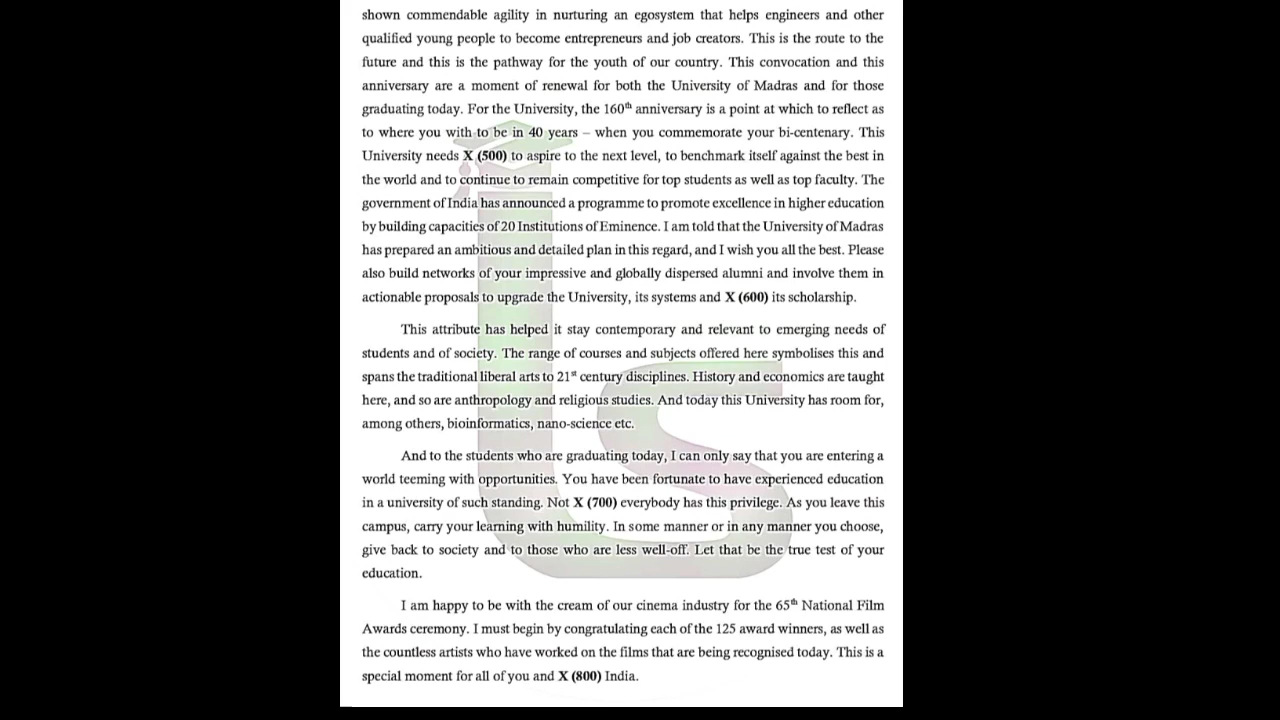 shown commendable agility in nurturing an egosystem that helps engineers and other
qualified young people to become entrepreneurs and job creators. This is the route to the
future and this is the pathway for the youth of our country. This convocation and this
anniversary are a moment of renewal for both the University of Madras and for those
graduating today. For the University, the 160th anniversary is a point at which to reflect as
to where you with to be in 40 years – when you commemorate your bi-centenary. This
University needs X (500) to aspire to the next level, to benchmark itself against the best in
the world and to continue to remain competitive for top students as well as top faculty. The
government of India has announced a programme to promote excellence in higher education
by building capacities of 20 Institutions of Eminence. I am told that the University of Madras
has prepared an ambitious and detailed plan in this regard, and I wish you all the best. Please
also build networks of your impressive and globally dispersed alumni and involve them in
actionable proposals to upgrade the University, its systems and X (600) its scholarship.
This attribute has helped it stay contemporary and relevant to emerging needs of
students and of society. The range of courses and subjects offered here symbolises this and
spans the traditional liberal arts to 21st century disciplines. History and economics are taught
here, and so are anthropology and religious studies. And today this University has room for,
among others, bioinformatics, nano-science etc.
And to the students who are graduating today, I can only say that you are entering a
world teeming with opportunities. You have been fortunate to have experienced education
in a university of such standing. Not X (700) everybody has this privilege. As you leave this
campus, carry your learning with humility. In some manner or in any manner you choose,
give back to society and to those who are less well-off. Let that be the true test of your
education.
I am happy to be with the cream of our cinema industry for the 65th National Film
Awards ceremony. I must begin by congratulating each of the 125 award winners, as well as
the countless artists who have worked on the films that are being recognised today. This is a
special moment for all of you and X (800) India.